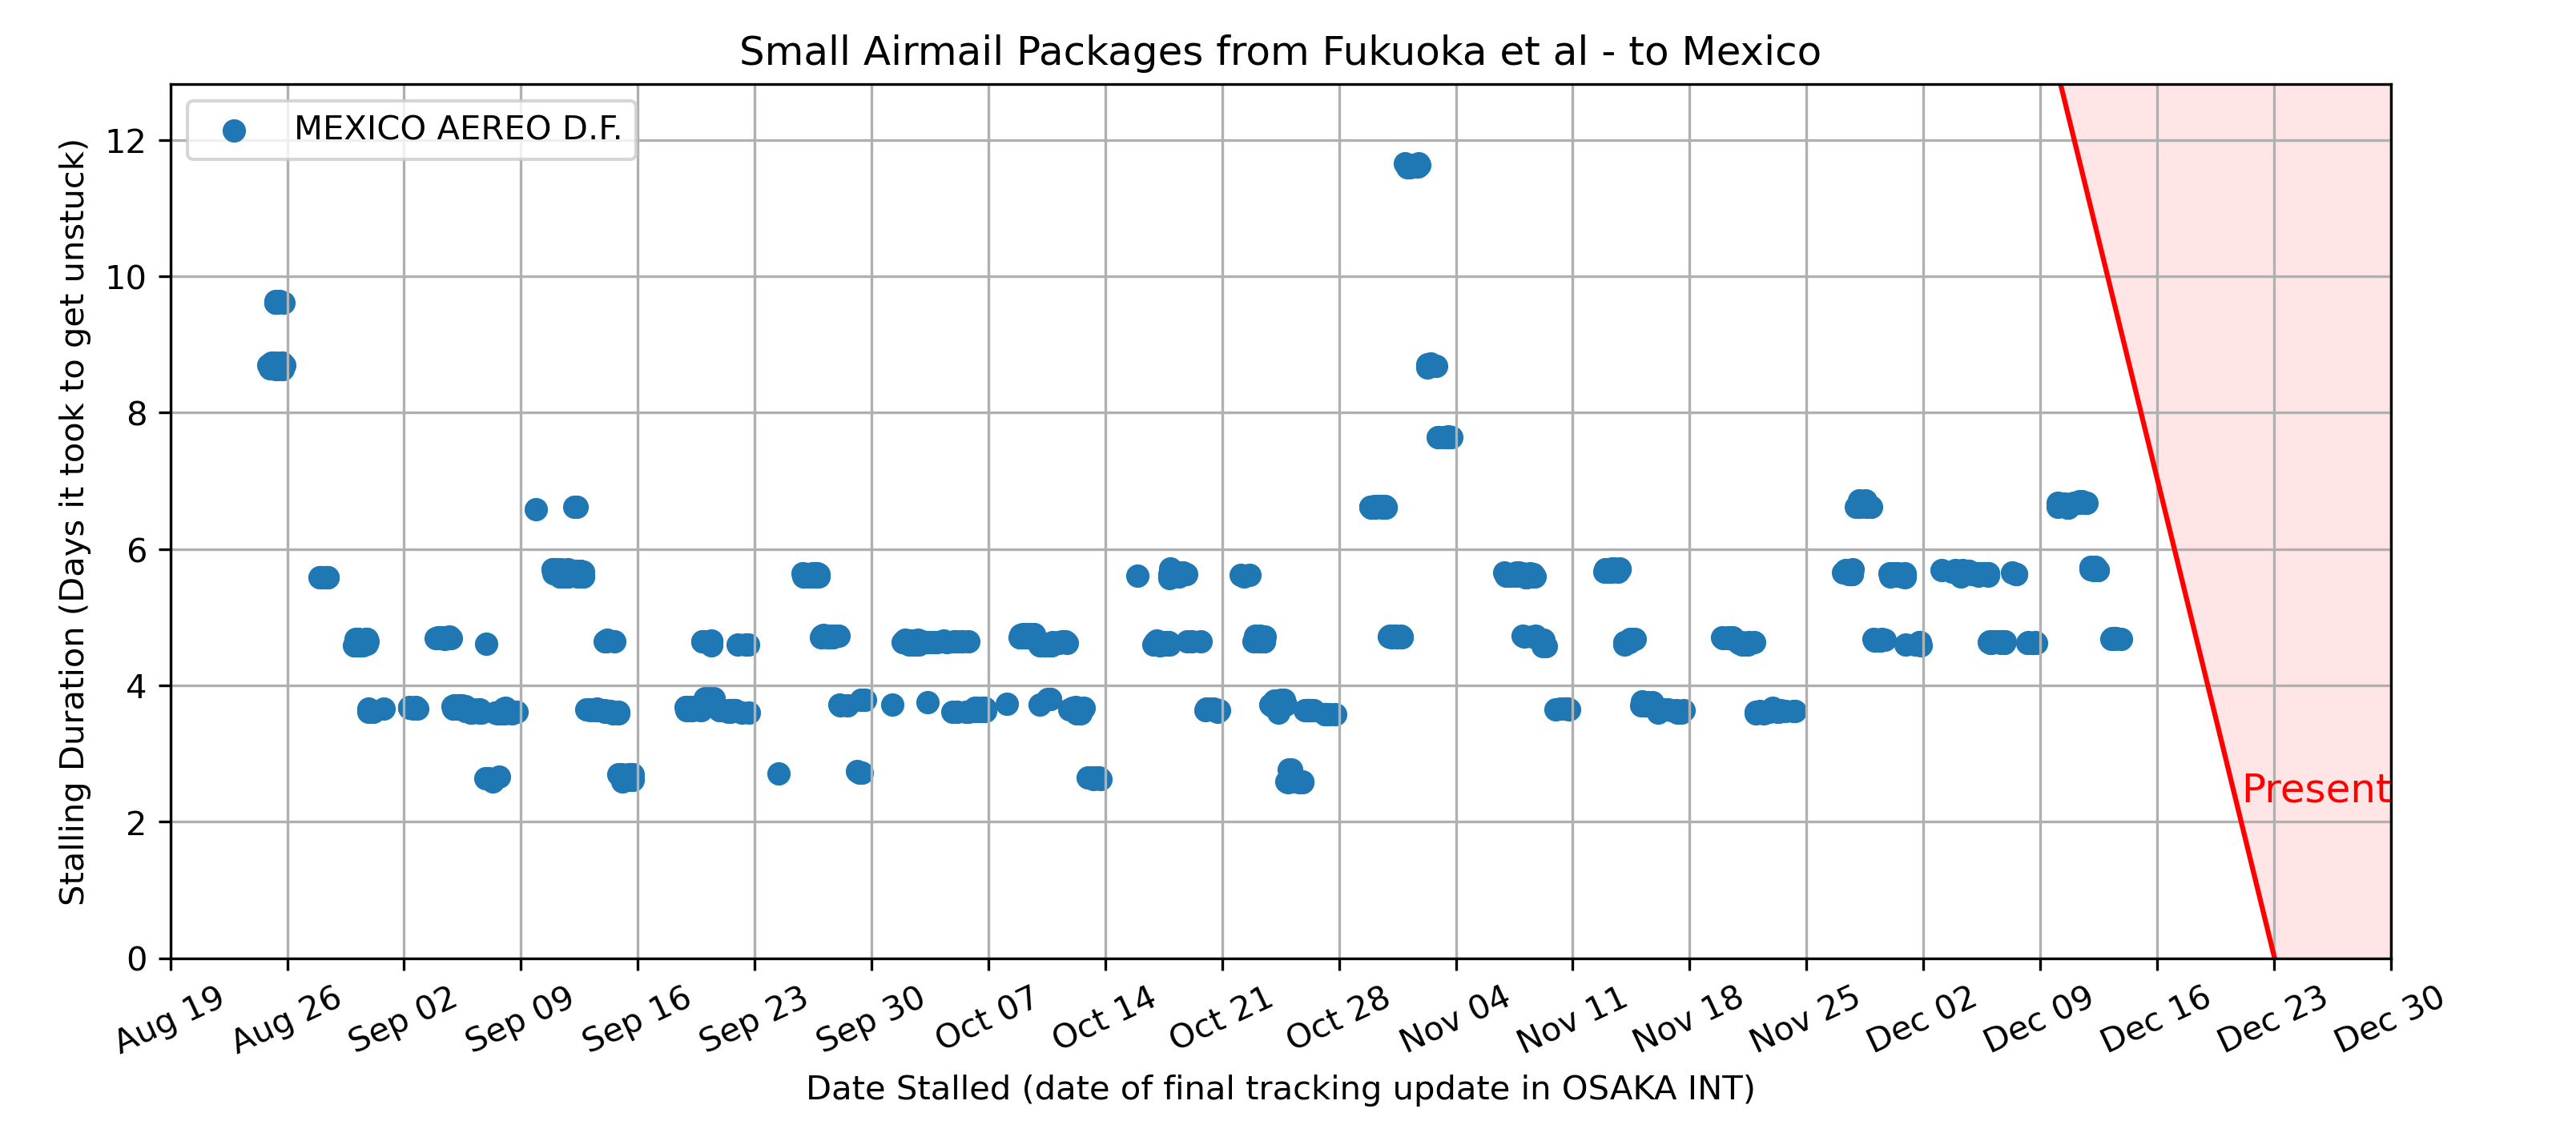 Small Airmail Packages from Fukuoka et al - to Mexico
MEXICO AEREO D.F.
Stalling Duration (Days it took to get unstuck)
12
10
8
6
4
2
0
Present
Aug 19
Aug 26
Sep 02
Sep 09
Sep 16
Sep 23
Sep 30
Oct 07
Oct 14
Oct 21
Oct 28
Nov 04
Nov 11
Nov 18
Nov 25
Dec 02
Dec 09
Dec 16
Dec 23
Dec 30
Date Stalled (date of final tracking update in OSAKA INT)